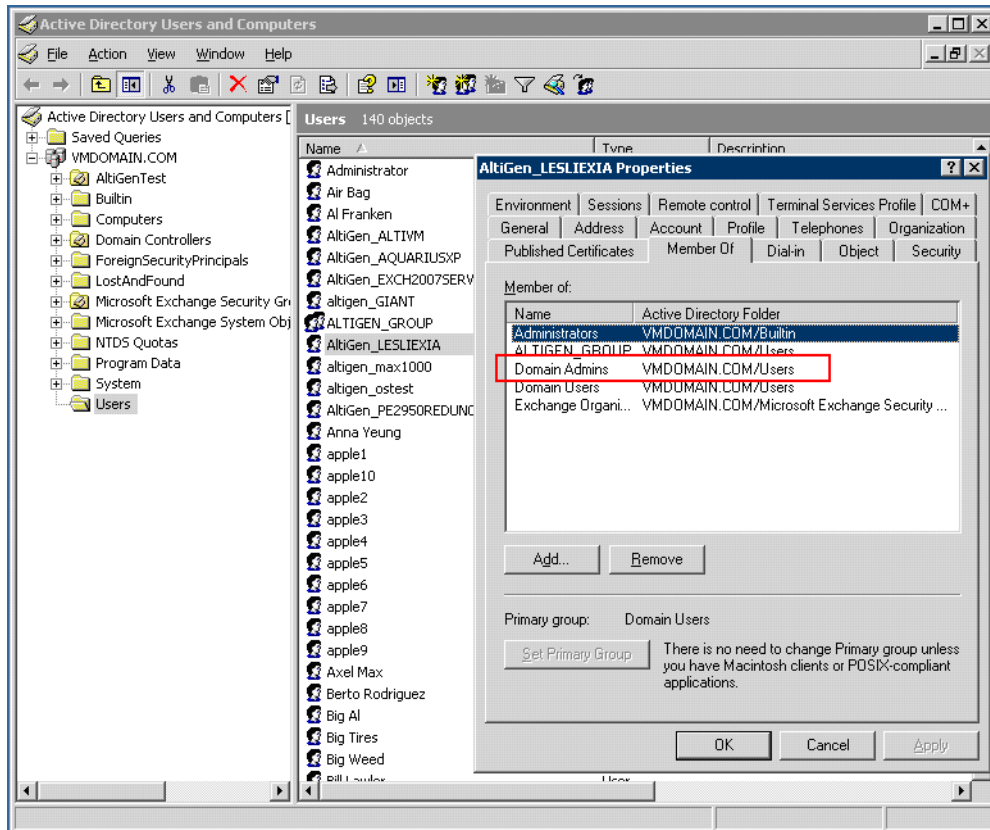 Active Directory Users and Computers
File Action View Window Help
Active Directory Users and Computers [
Saved Queries
VMDOMAIN.COM
AltiGenTest
Builtin
Computers
Domain Controllers
ForeignSecurityPrincipals
LostAndFound
Microsoft Exchange Security Gr
Microsoft Exchange System Obj
NTDS Quotas
Program Data
System
Users
Users 140 objects
Name Type Description
Administrator
Air Bag
Al Franken
AltiGen_ALTIVM
AltiGen_AQUARIUSXP
AltiGen_EXCH2007SERV
altigen_GIANT
ALTIGEN_GROUP
AltiGen_LESLIEXIA
altigen_max1000
altigen_ostest
AltiGen_PE2950REDUNC
Anna Yeung
apple1
apple10
apple2
apple3
apple4
apple5
apple6
apple7
apple8
apple9
Axel Max
Berto Rodriguez
Big Al
Big Tires
Big Weed
Bill Lawler User
AltiGen_LESLIEXIA Properties
Environment Sessions Remote control Terminal Services Profile COM+
General Address Account Profile Telephones Organization
Published Certificates Member Of Dial-in Object Security
Member of:
Name Active Directory Folder
Administrators VMDOMAIN.COM/Builtin
ALTIGEN_GROUP VMDOMAIN.COM/Users
Domain Admins VMDOMAIN.COM/Users
Domain Users VMDOMAIN.COM/Users
Exchange Organi... VMDOMAIN.COM/Microsoft Exchange Security ...
Add... Remove
Primary group: Domain Users
Set Primary Group
There is no need to change Primary group unless
you have Macintosh clients or POSIX-compliant
applications.
OK Cancel Apply